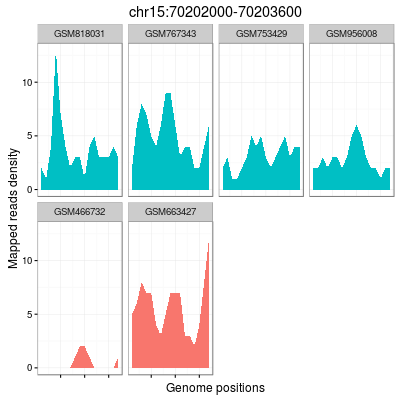 chr15:70202000-70203600
GSM818031 GSM767343 GSM753429 GSM956008
10
5
0
GSM466732 GSM663427
10
5
0
Mapped reads density
Genome positions